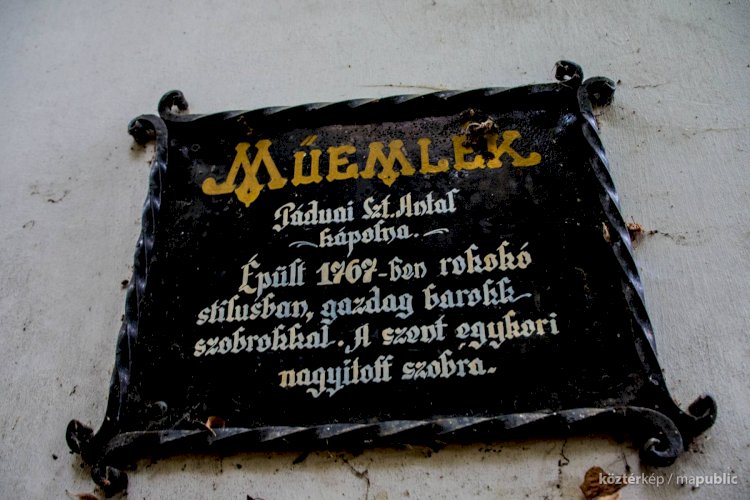 MŰEMLÉK
Páduai Szt. Antal
kápolna.
Épült 1767-ben rokokó
stílusban, gazdag barokk
szobrokkal. A szent egykori
nagyított szobra.
köztérkép / mapublic